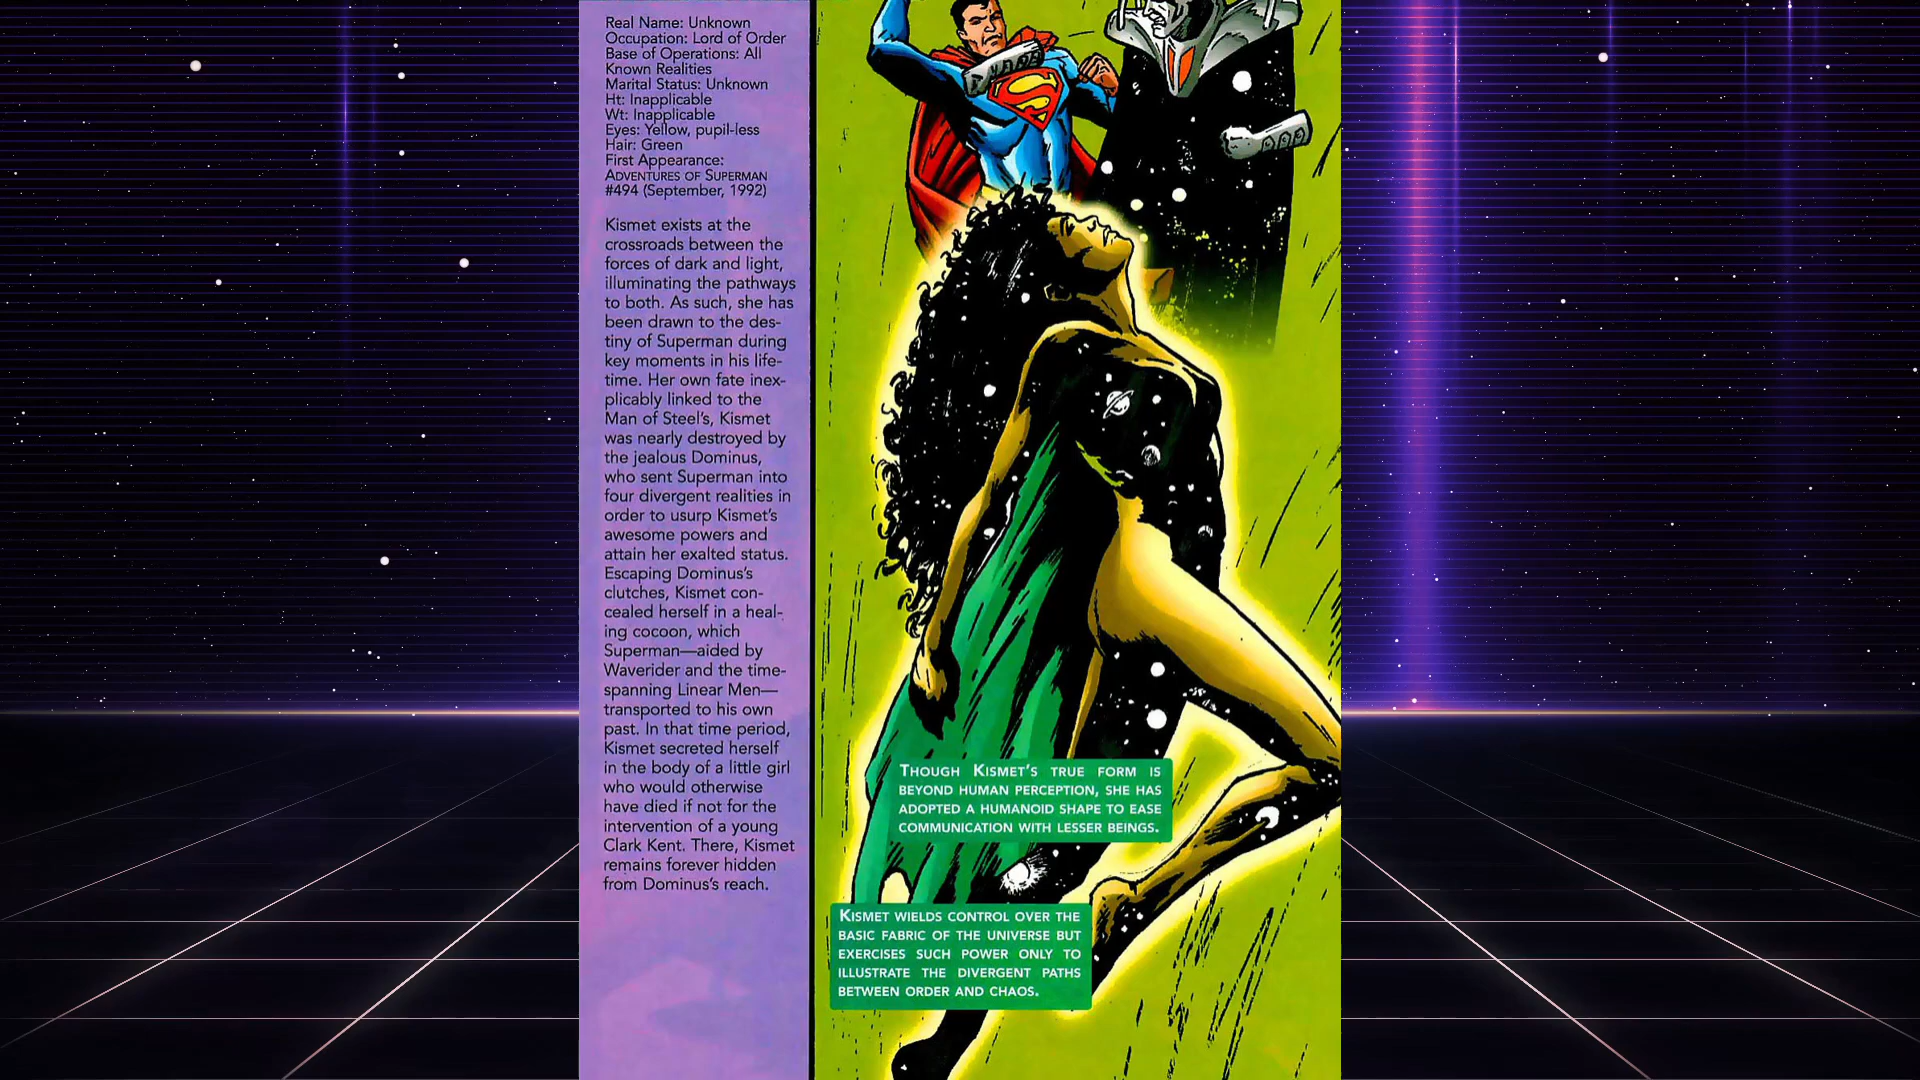 Real Name: Unknown
Occupation: Lord of Order
Base of Operations: All
Known Realities
Marital Status: Unknown
Ht: Inapplicable
Wt: Inapplicable
Eyes: Yellow, pupil-less
Hair: Green
First Appearance:
ADVENTURES OF SUPERMAN
#494 (September, 1992)
Kismet exists at the
crossroads between the
forces of dark and light,
illuminating the pathways
to both. As such, she has
been drawn to the des-
tiny of Superman during
key moments in his life-
time. Her own fate inex-
plicably linked to the
Man of Steel's, Kismet
was nearly destroyed by
the jealous Dominus,
who sent Superman into
four divergent realities in
order to usurp Kismet's
awesome powers and
attain her exalted status.
Escaping Dominus's
clutches, Kismet con-
cealed herself in a heal-
ing cocoon, which
Superman—aided by
Waverider and the time-
spanning Linear Men—
transported to his own
past. In that time period,
Kismet secreted herself
in the body of a little girl
who would otherwise
have died if not for the
intervention of a young
Clark Kent. There, Kismet
remains forever hidden
from Dominus's reach.
THOUGH KISMET'S TRUE FORM IS
BEYOND HUMAN PERCEPTION, SHE HAS
ADOPTED A HUMANOID SHAPE TO EASE
COMMUNICATION WITH LESSER BEINGS.
KISMET WIELDS CONTROL OVER THE
BASIC FABRIC OF THE UNIVERSE BUT
EXERCISES SUCH POWER ONLY TO
ILLUSTRATE THE DIVERGENT PATHS
BETWEEN ORDER AND CHAOS.